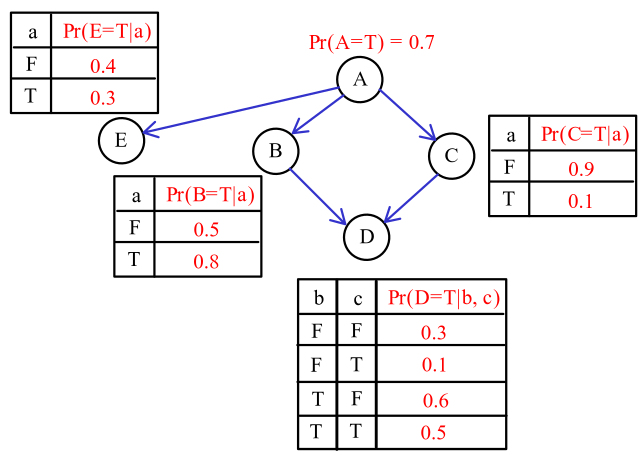 Pr(A=T) = 0.7
a Pr(E=T|a)
F 0.4
T 0.3
A
E
B
C
D
a Pr(C=T|a)
F 0.9
T 0.1
a Pr(B=T|a)
F 0.5
T 0.8
b c Pr(D=T|b, c)
F F 0.3
F T 0.1
T F 0.6
T T 0.5